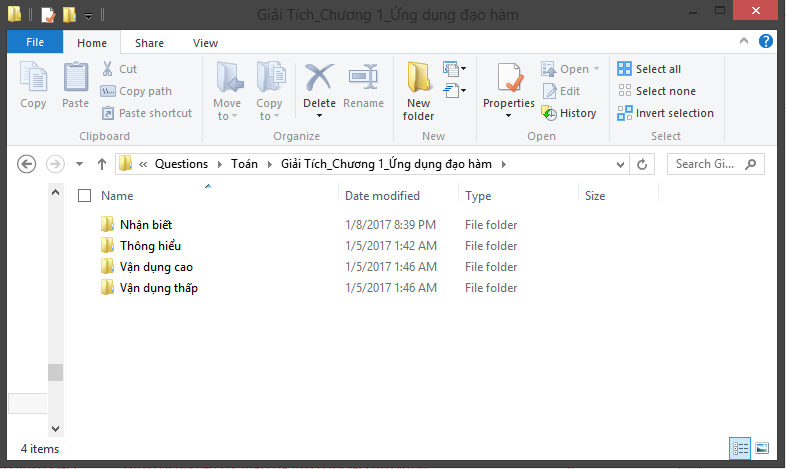 Giải Tích_Chương 1_Ứng dụng đạo hàm
File Home Share View
Copy
Paste
Cut
Copy path
Paste shortcut
Clipboard
Move to
Copy to
Delete
Rename
Organize
New folder
New
Properties
Open
Edit
History
Open
Select all
Select none
Invert selection
Select
« Questions Toán Giải Tích_Chương 1_Ứng dụng đạo hàm
Search Gi...
Name Date modified Type Size
Nhận biết 1/8/2017 8:39 PM File folder
Thông hiểu 1/5/2017 1:42 AM File folder
Vận dụng cao 1/5/2017 1:46 AM File folder
Vận dụng thấp 1/5/2017 1:46 AM File folder
4 items